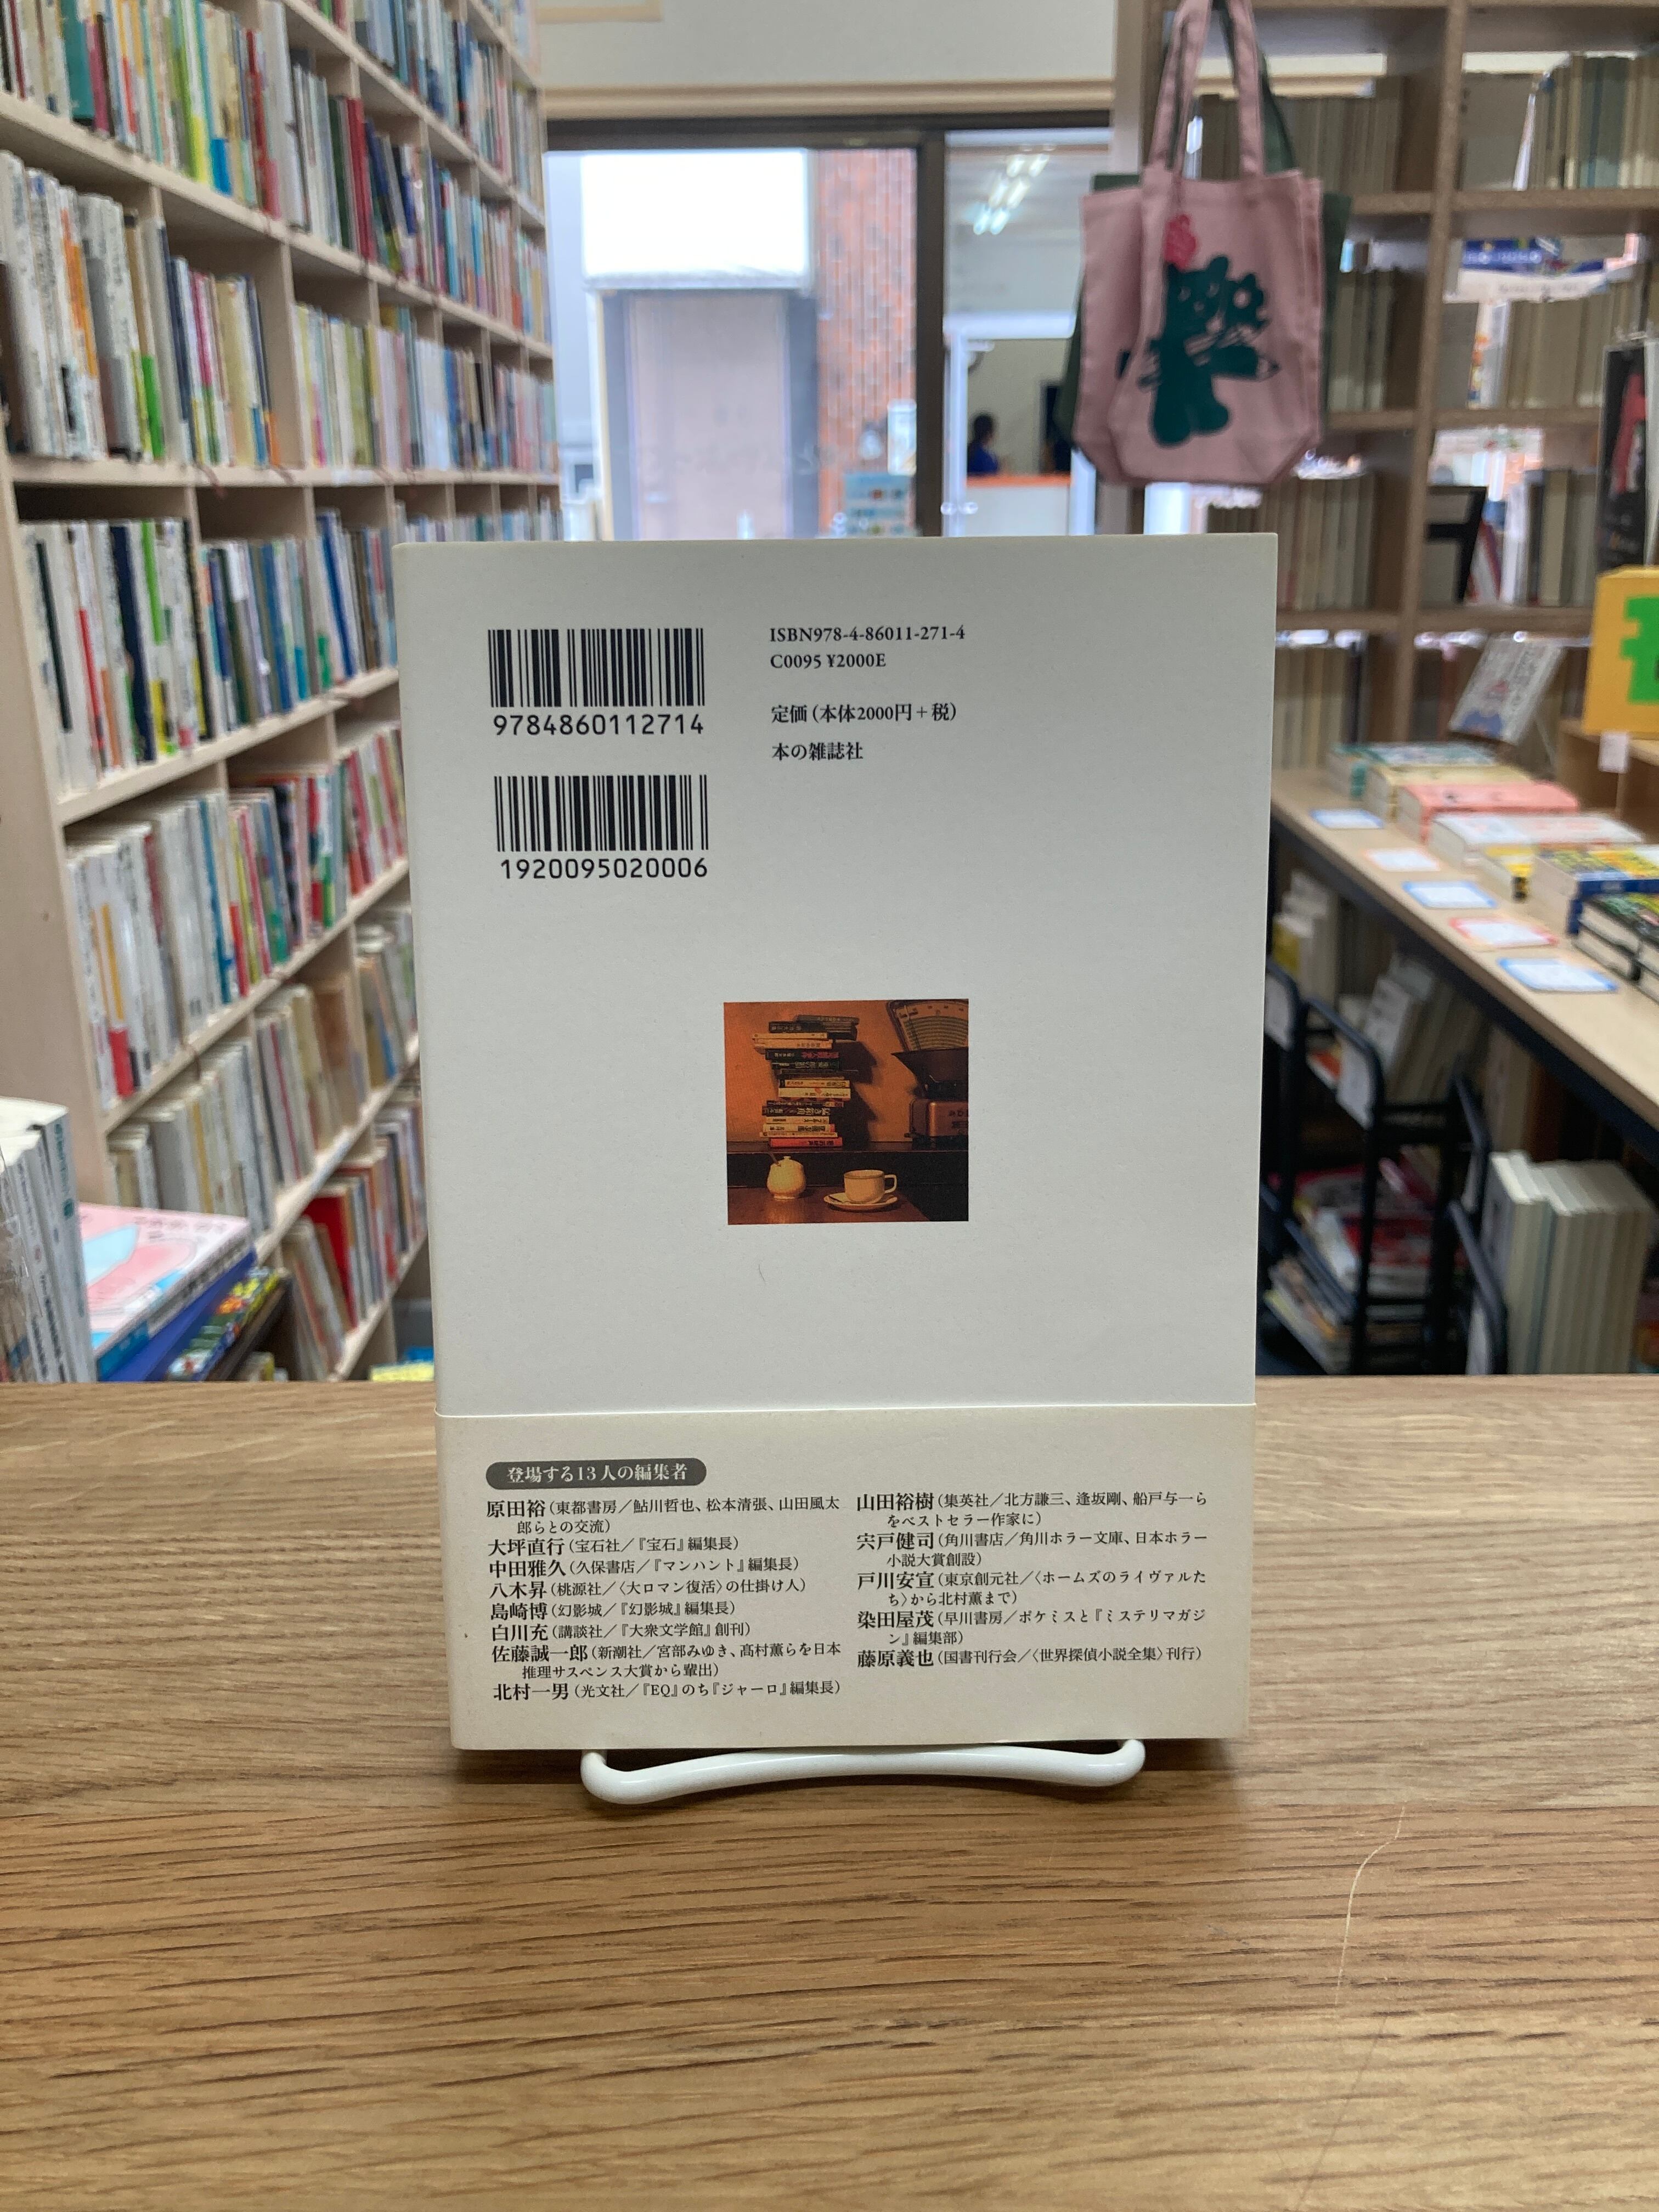 ISBN978-4-86011-271-4
C0095 ¥2000E
定価(本体2000円+税)
本の雑誌社
9784860112714
1920095020006
登場する13人の編集者
原田裕(東都書房/鮎川哲也、松本清張、山田風太
郎らとの交流)
大坪直行(宝石社/『宝石』編集長)
中田雅久(久保書店/『マンハント』編集長)
八木昇(桃源社/〈大ロマン復活〉の仕掛け人)
島崎博(幻影城/『幻影城』編集長)
白川充(講談社/『大衆文学館』創刊)
佐藤誠一郎(新潮社/宮部みゆき、髙村薫らを日本
推理サスペンス大賞から輩出)
北村一男(光文社/『EQ』のち『ジャーロ』編集長)
山田裕樹(集英社/北方謙三、逢坂剛、船戸与一ら
をベストセラー作家に)
宍戸健司(角川書店/角川ホラー文庫、日本ホラー
小説大賞創設)
戸川安宣(東京創元社/〈ホームズのライヴァルた
ち〉から北村薫まで)
染田屋茂(早川書房/ポケミスと『ミステリマガジ
ン』編集部)
藤原義也(国書刊行会/〈世界探偵小説全集〉刊行)